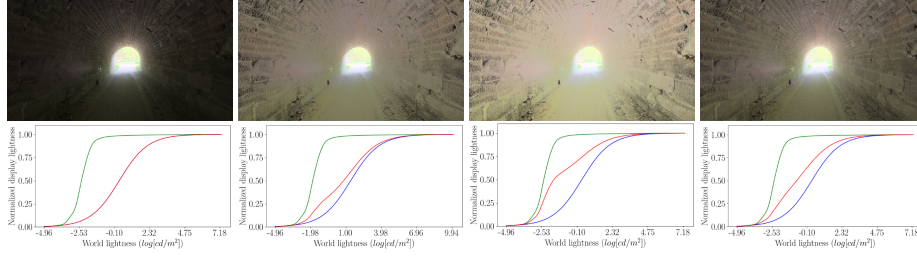 Normalized display lightness
1.00
0.75
0.50
0.25
0.00
-4.96 -2.53 -0.10 2.32 4.75 7.18
World lightness (log[cd/m²])
Normalized display lightness
1.00
0.75
0.50
0.25
0.00
-4.96 -1.98 1.00 3.98 6.96 9.94
World lightness (log[cd/m²])
Normalized display lightness
1.00
0.75
0.50
0.25
0.00
-4.96 -2.53 -0.10 2.32 4.75 7.18
World lightness (log[cd/m²])
Normalized display lightness
1.00
0.75
0.50
0.25
0.00
-4.96 -2.53 -0.10 2.32 4.75 7.18
World lightness (log[cd/m²])